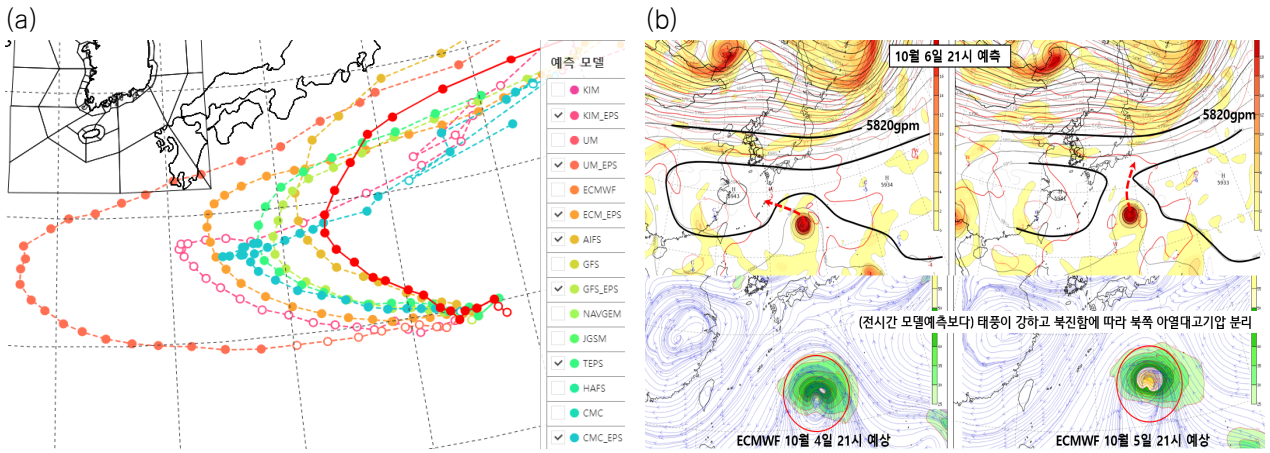 (a)
예측 모델
KIM
KIM_EPS
UM
UM_EPS
ECMWF
ECM_EPS
AIFS
GFS
GFS_EPS
NAVGEM
JGSM
TEPS
HAFS
CMC
CMC_EPS
(b)
10월 6일 21시 예측
5820gpm
5820gpm
H
5943
H
5934
H
5933
(전시간 모델예측보다) 태풍이 강하고 북진함에 따라 북쪽 아열대고기압 분리
ECMWF 10월 4일 21시 예상
ECMWF 10월 5일 21시 예상